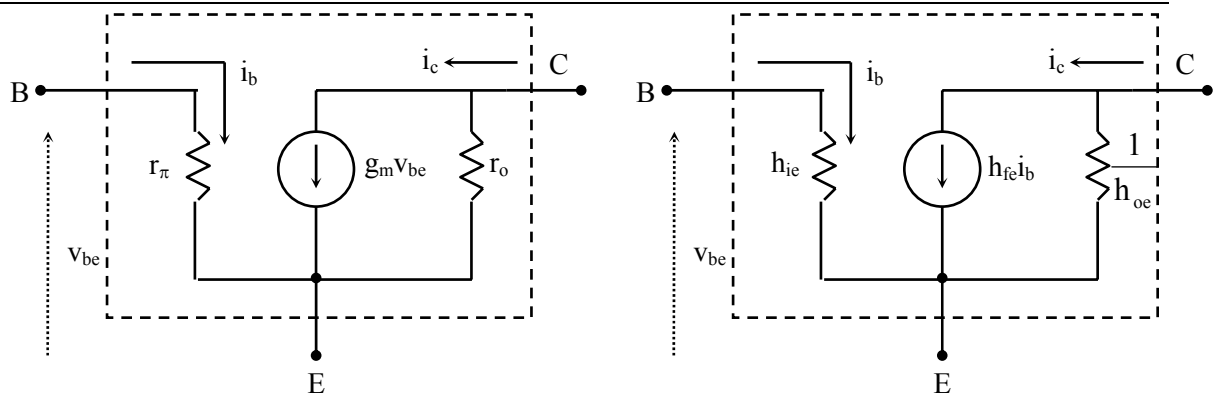 i_c C
i_b
B
r_π g_m v_be r_o
v_be
E
i_c C
i_b
B
h_ie h_fe i_b 1/h_oe
v_be
E